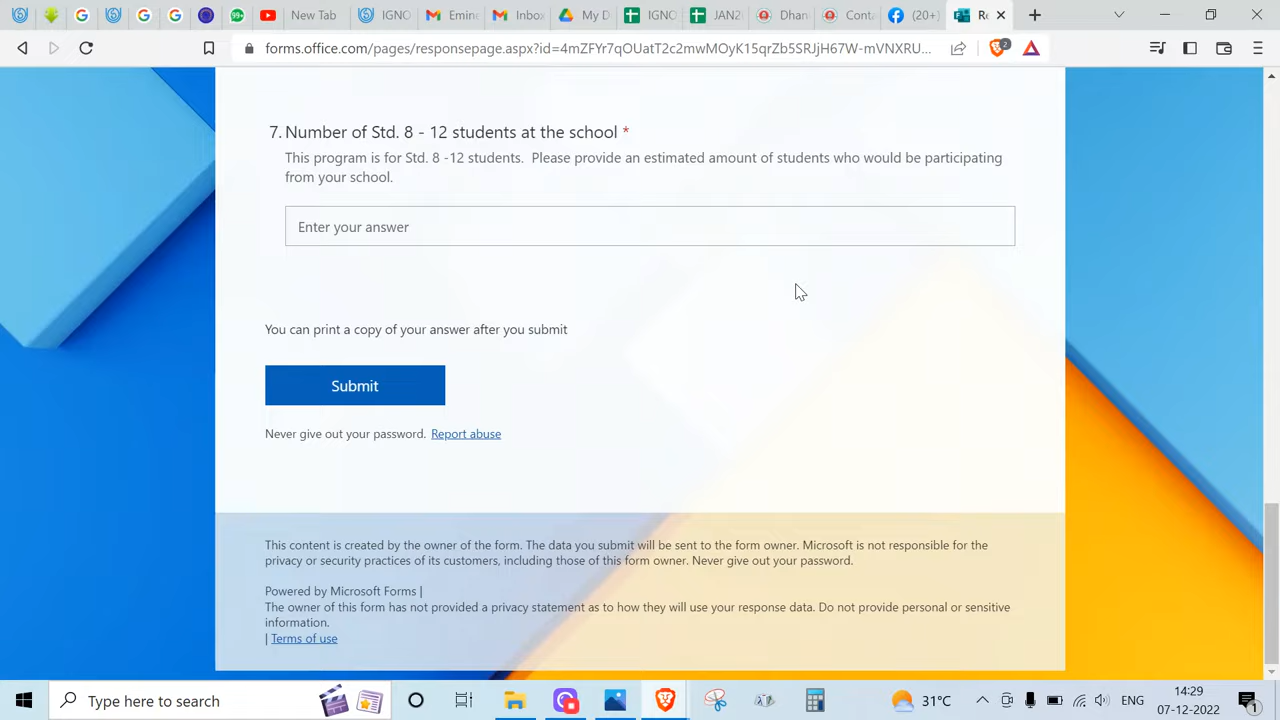 New Tab
IGNO
Emine
Inbox
My D
IGNO
JAN2
Dhan
Conta
(20+)
Re
99+
forms.office.com/pages/responsepage.aspx?id=4mZFYr7qOUatT2c2mwMOyK15qrZb5SRJjH67W-mVNXRU...
2
7. Number of Std. 8 - 12 students at the school *
This program is for Std. 8 -12 students. Please provide an estimated amount of students who would be participating
from your school.
Enter your answer
You can print a copy of your answer after you submit
Submit
Never give out your password. Report abuse
This content is created by the owner of the form. The data you submit will be sent to the form owner. Microsoft is not responsible for the
privacy or security practices of its customers, including those of this form owner. Never give out your password.
Powered by Microsoft Forms |
The owner of this form has not provided a privacy statement as to how they will use your response data. Do not provide personal or sensitive
information.
| Terms of use
Type here to search
31°C
ENG
14:29
07-12-2022
1